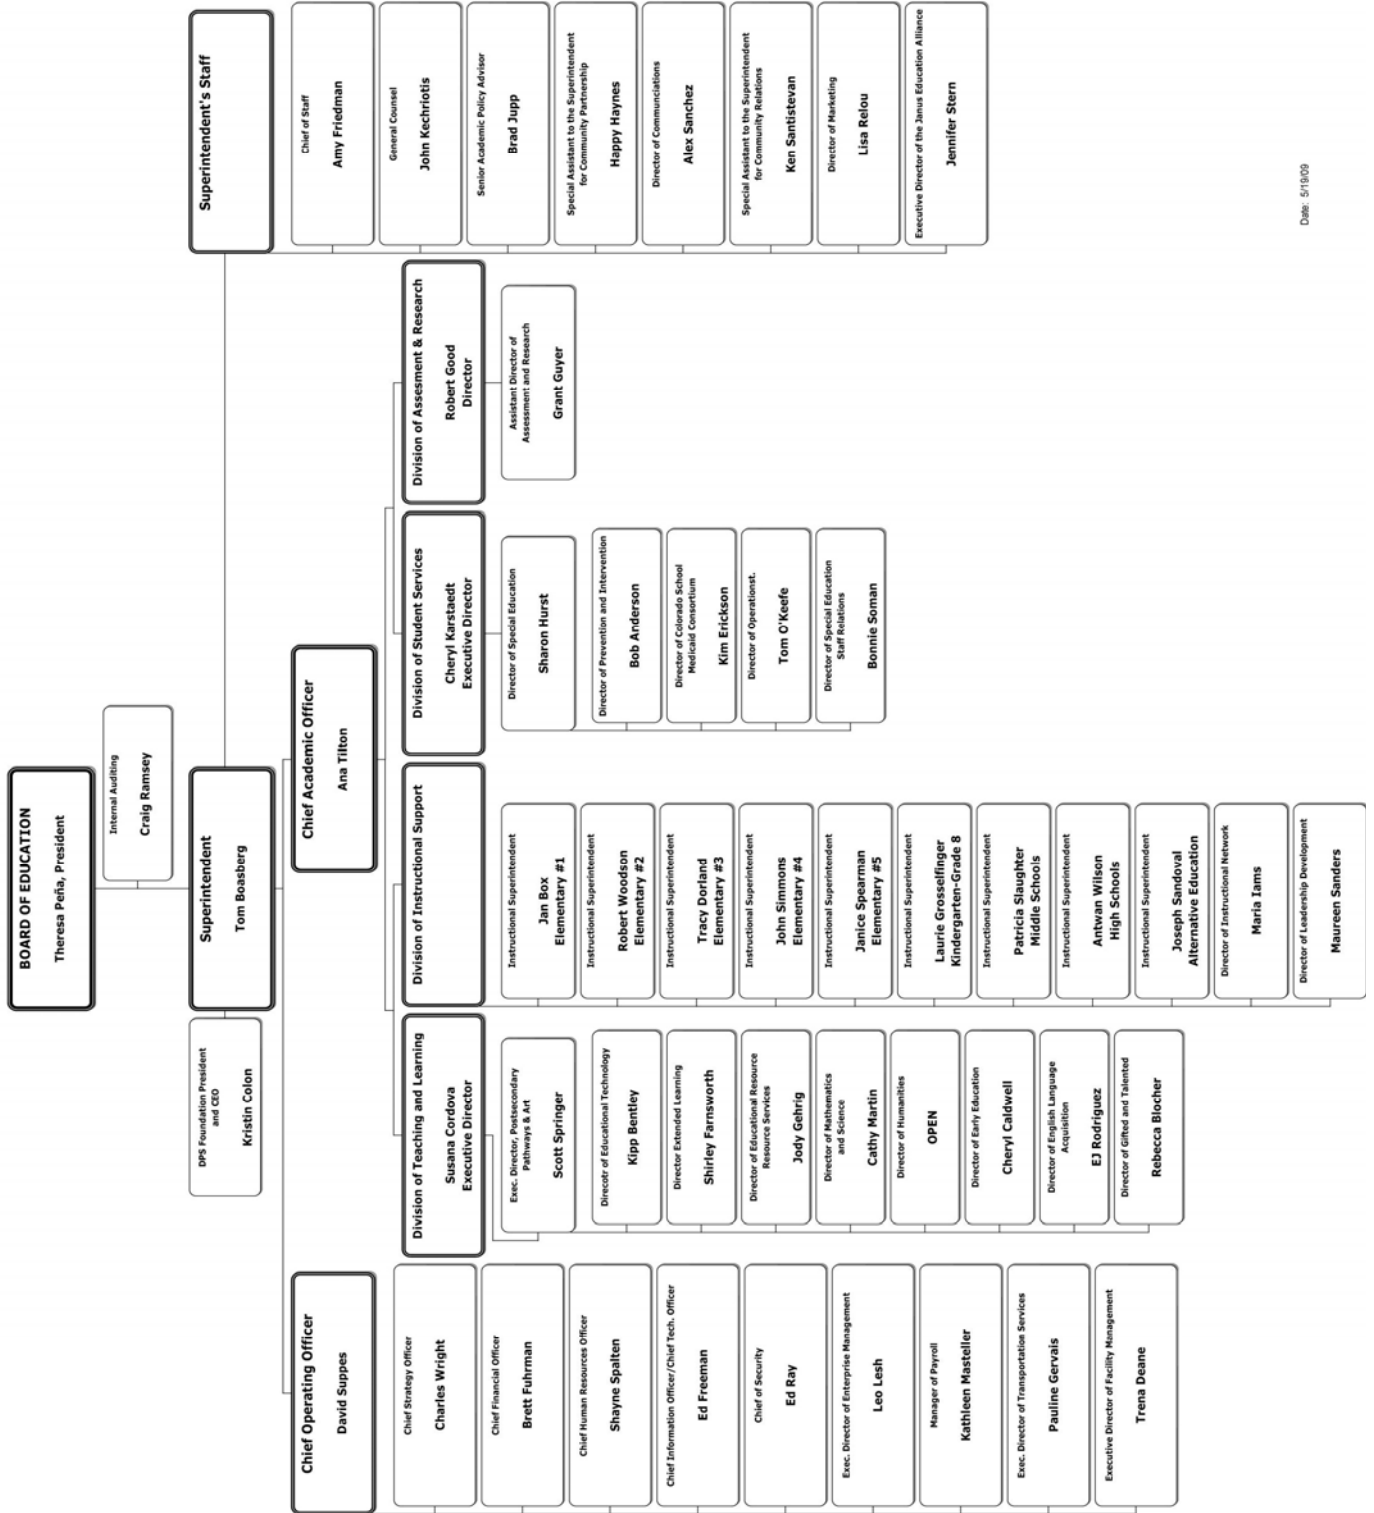 BOARD OF EDUCATION
Theresa Peña, President
Internal Auditing
Craig Ramsey
DPS Foundation President
and CEO
Kristin Colon
Superintendent
Tom Boasberg
Superintendent's Staff
Chief Operating Officer
David Suppes
Chief Academic Officer
Ana Tilton
Chief Strategy Officer
Charles Wright
Chief Financial Officer
Brett Fuhrman
Chief Human Resources Officer
Shayne Spalten
Chief Information Officer/Chief Tech. Officer
Ed Freeman
Chief of Security
Ed Ray
Exec. Director of Enterprise Management
Leo Lesh
Manager of Payroll
Kathleen Masteller
Exec. Director of Transportation Services
Pauline Gervais
Executive Director of Facility Management
Trena Deane
Division of Teaching and Learning
Susana Cordova
Executive Director
Exec. Director, Postsecondary
Pathways & Art
Scott Springer
Direcotr of Educational Technology
Kipp Bentley
Director Extended Learning
Shirley Farnsworth
Director of Educational Resource
Resource Services
Jody Gehrig
Director of Mathematics
and Science
Cathy Martin
Director of Humanities
OPEN
Director of Early Education
Cheryl Caldwell
Director of English Language
Acquisition
EJ Rodriguez
Director of Gifted and Talented
Rebecca Blocher
Division of Instructional Support
Instructional Superintendent
Jan Box
Elementary #1
Instructional Superintendent
Robert Woodson
Elementary #2
Instructional Superintendent
Tracy Dorland
Elementary #3
Instructional Superintendent
John Simmons
Elementary #4
Instructional Superintendent
Janice Spearman
Elementary #5
Instructional Superintendent
Laurie Grosselfinger
Kindergarten-Grade 8
Instructional Superintendent
Patricia Slaughter
Middle Schools
Instructional Superintendent
Antwan Wilson
High Schools
Instructional Superintendent
Joseph Sandoval
Alternative Education
Director of Instructional Network
Maria Iams
Director of Leadership Development
Maureen Sanders
Division of Student Services
Cheryl Karstaedt
Executive Director
Director of Special Education
Sharon Hurst
Director of Prevention and Intervention
Bob Anderson
Director of Colorado School
Medicaid Consortium
Kim Erickson
Director of Operationst.
Tom O'Keefe
Director of Special Education
Staff Relations
Bonnie Soman
Division of Assesment & Research
Robert Good
Director
Assistant Director of
Assessment and Research
Grant Guyer
Chief of Staff
Amy Friedman
General Counsel
John Kechriotis
Senior Academic Policy Advisor
Brad Jupp
Special Assistant to the Superintendent
for Community Partnership
Happy Haynes
Director of Communciations
Alex Sanchez
Special Assistant to the Superintendent
for Community Relations
Ken Santistevan
Director of Marketing
Lisa Relou
Executive Director of the Janus Education Alliance
Jennifer Stern
Date: 5/19/09